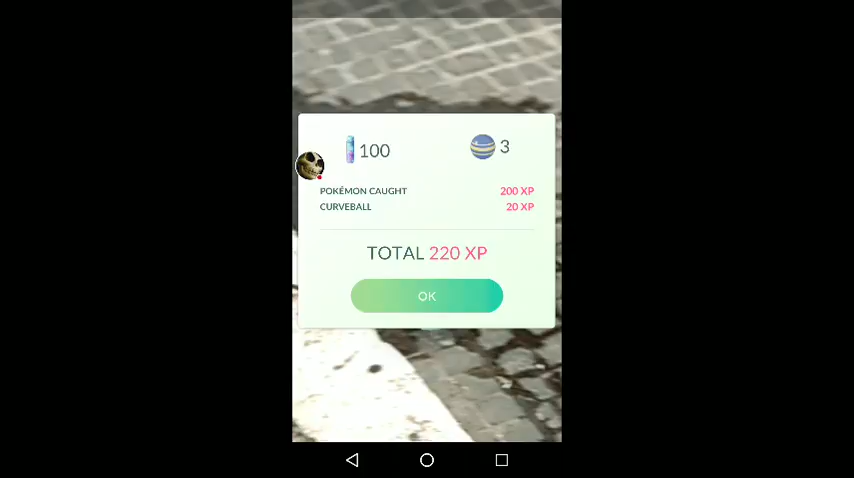 100
3
POKÉMON CAUGHT 200 XP
CURVEBALL 20 XP
TOTAL 220 XP
OK